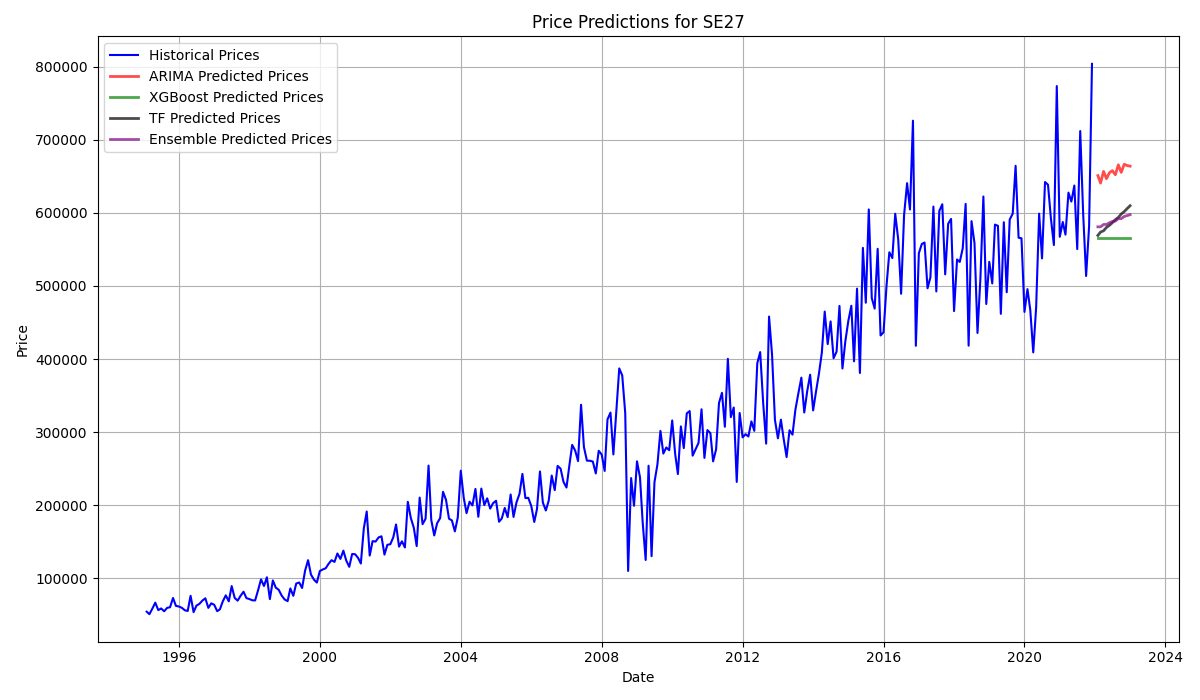 Price Predictions for SE27
Historical Prices
ARIMA Predicted Prices
XGBoost Predicted Prices
TF Predicted Prices
Ensemble Predicted Prices
Price
800000
700000
600000
500000
400000
300000
200000
100000
1996 2000 2004 2008 2012 2016 2020 2024
Date